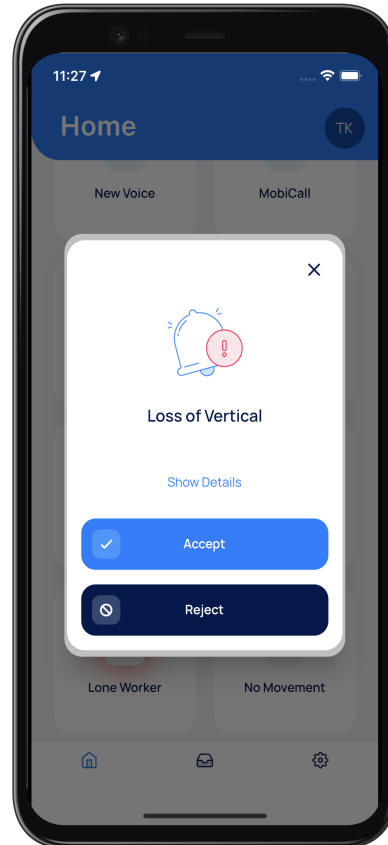 11:27
Home
TK
New Voice
MobiCall
Loss of Vertical
Show Details
Accept
Reject
Lone Worker
No Movement